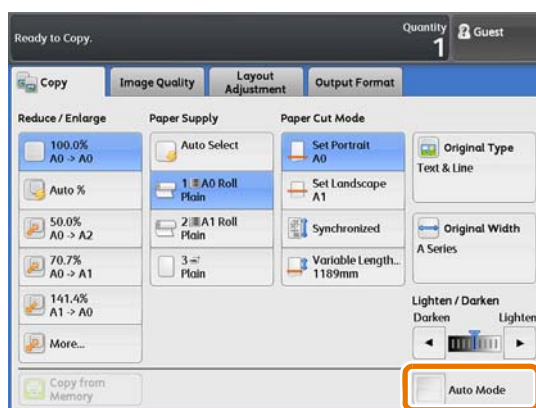 Ready to Copy.
Quantity
1
Guest
Copy
Image Quality
Layout
Adjustment
Output Format
Reduce / Enlarge
100.0%
A0 -> A0
Auto %
50.0%
A0 -> A2
70.7%
A0 -> A1
141.4%
A1 -> A0
More...
Paper Supply
Auto Select
1 A0 Roll
Plain
2 A1 Roll
Plain
3
Plain
Paper Cut Mode
Set Portrait
A0
Set Landscape
A1
Synchronized
Variable Length...
1189mm
Original Type
Text & Line
Original Width
A Series
Lighten / Darken
Darken
Lighten
Copy from
Memory
Auto Mode